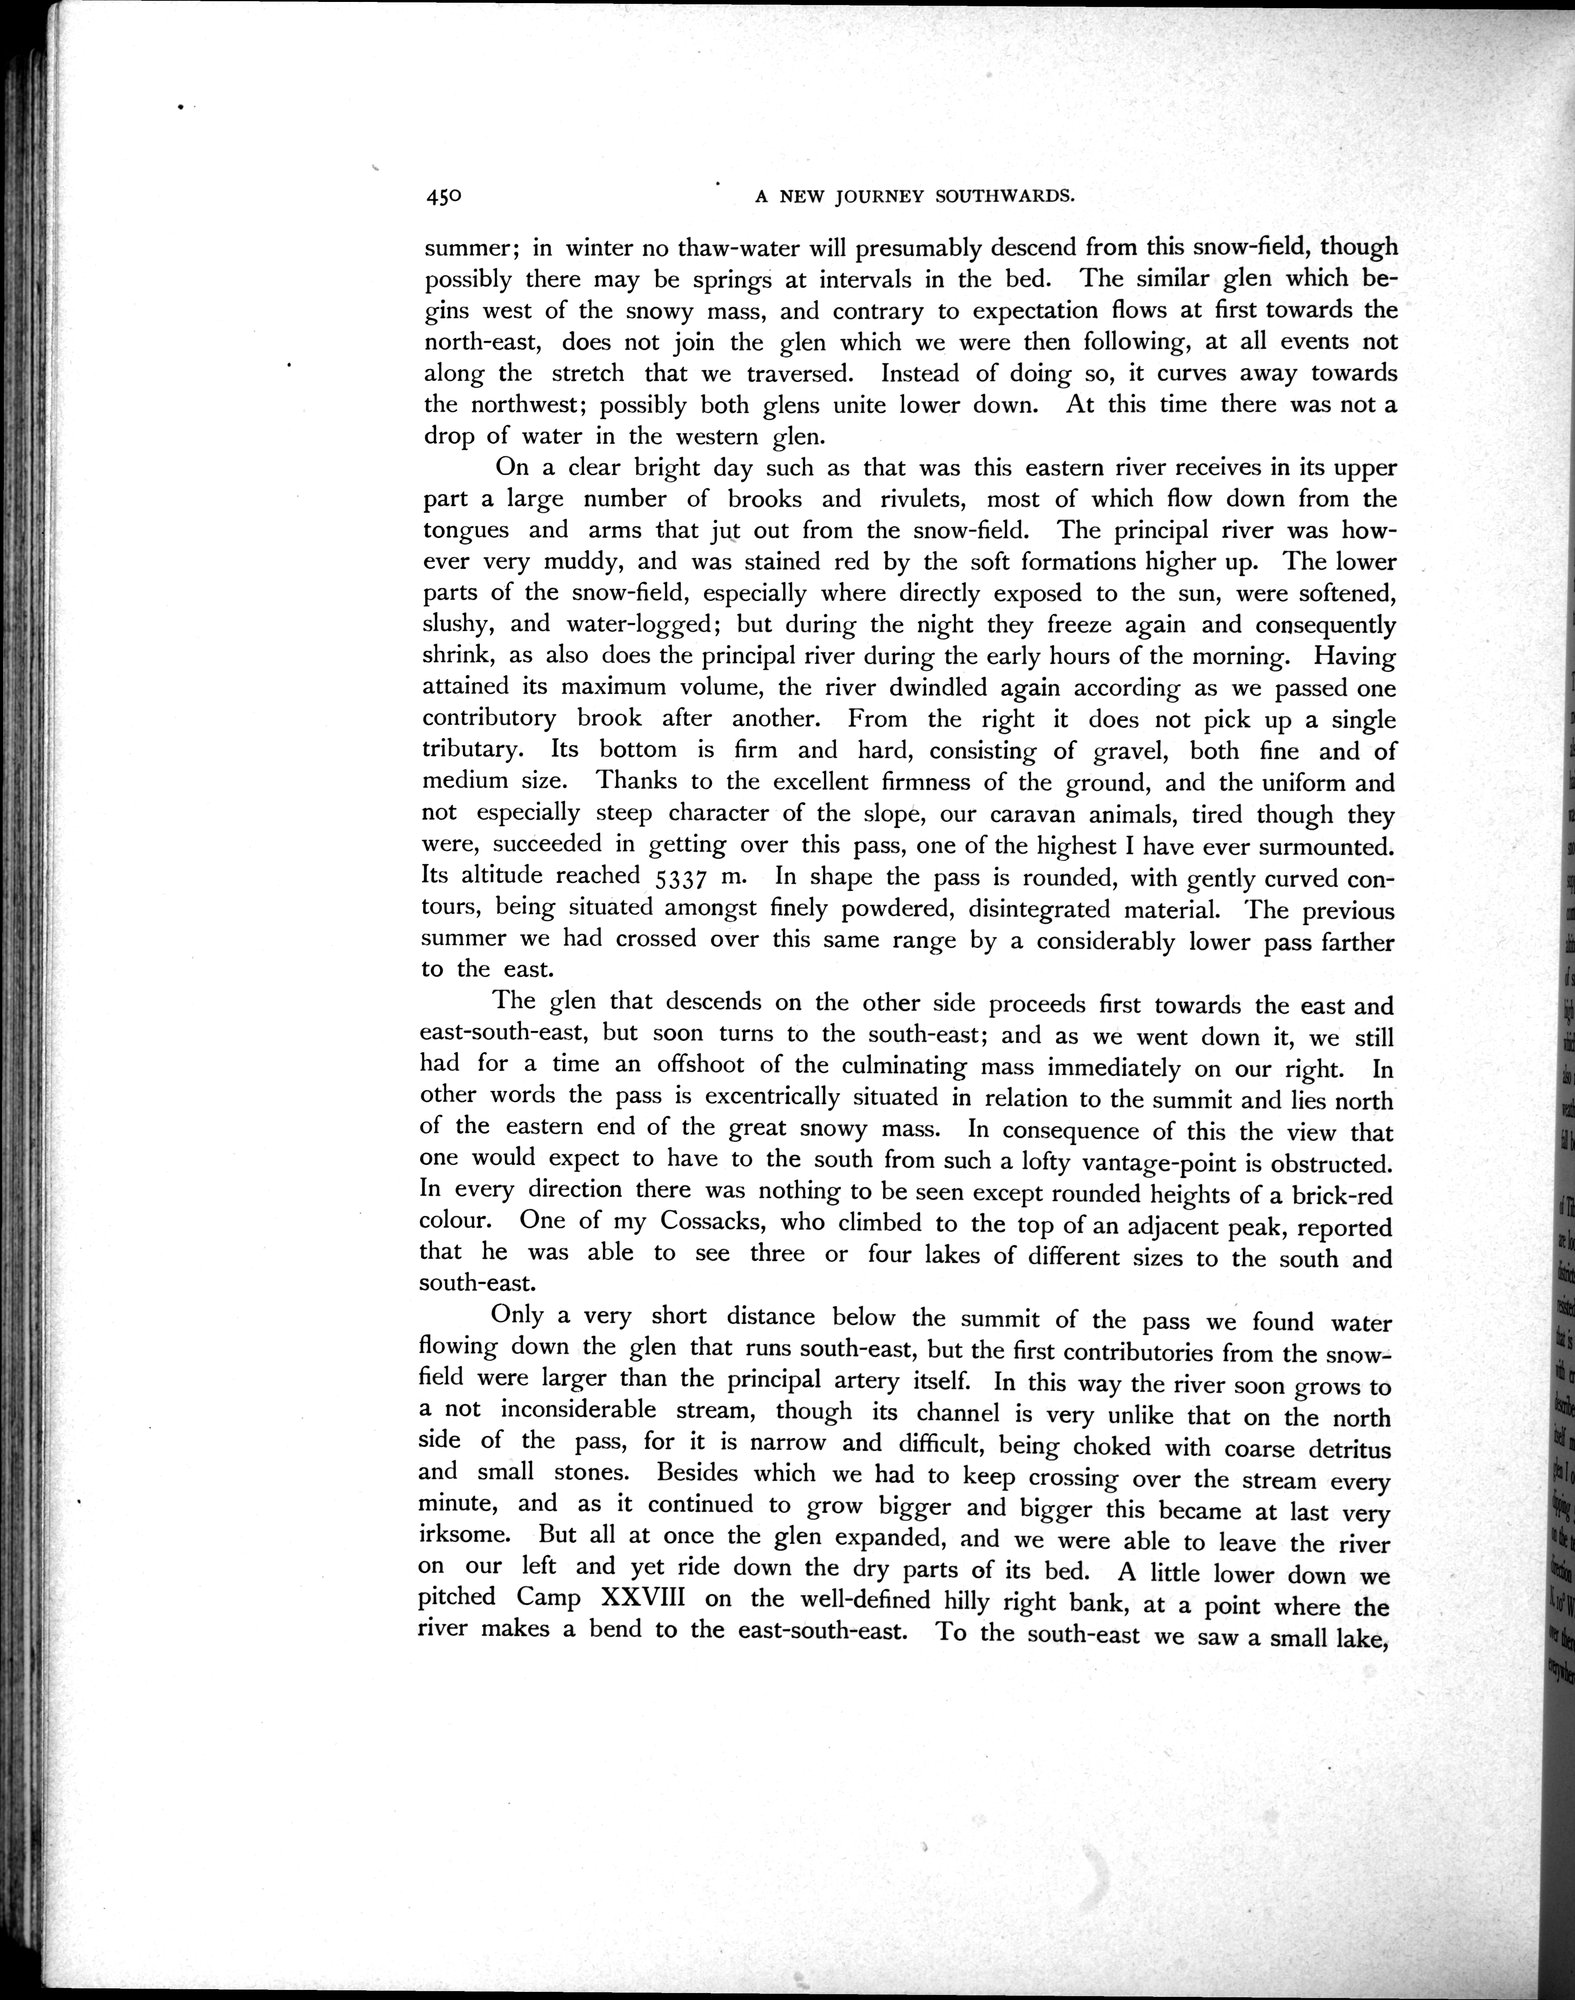 450 A NEW JOURNEY SOUTHWARDS.
summer; in winter no thaw-water will presumably descend from this snow-field, though
possibly there may be springs at intervals in the bed. The similar glen which be-
gins west of the snowy mass, and contrary to expectation flows at first towards the
north-east, does not join the glen which we were then following, at all events not
along the stretch that we traversed. Instead of doing so, it curves away towards
the northwest; possibly both glens unite lower down. At this time there was not a
drop of water in the western glen.
On a clear bright day such as that was this eastern river receives in its upper
part a large number of brooks and rivulets, most of which flow down from the
tongues and arms that jut out from the snow-field. The principal river was how-
ever very muddy, and was stained red by the soft formations higher up. The lower
parts of the snow-field, especially where directly exposed to the sun, were softened,
slushy, and water-logged; but during the night they freeze again and consequently
shrink, as also does the principal river during the early hours of the morning. Having
attained its maximum volume, the river dwindled again according as we passed one
contributory brook after another. From the right it does not pick up a single
tributary. Its bottom is firm and hard, consisting of gravel, both fine and of
medium size. Thanks to the excellent firmness of the ground, and the uniform and
not especially steep character of the slope, our caravan animals, tired though they
were, succeeded in getting over this pass, one of the highest I have ever surmounted.
Its altitude reached 5337 m. In shape the pass is rounded, with gently curved con-
tours, being situated amongst finely powdered, disintegrated material. The previous
summer we had crossed over this same range by a considerably lower pass farther
to the east.
The glen that descends on the other side proceeds first towards the east and
east-south-east, but soon turns to the south-east; and as we went down it, we still
had for a time an offshoot of the culminating mass immediately on our right. In
other words the pass is excentrically situated in relation to the summit and lies north
of the eastern end of the great snowy mass. In consequence of this the view that
one would expect to have to the south from such a lofty vantage-point is obstructed.
In every direction there was nothing to be seen except rounded heights of a brick-red
colour. One of my Cossacks, who climbed to the top of an adjacent peak, reported
that he was able to see three or four lakes of different sizes to the south and
south-east.
Only a very short distance below the summit of the pass we found water
flowing down the glen that runs south-east, but the first contributories from the snow-
field were larger than the principal artery itself. In this way the river soon grows to
a not inconsiderable stream, though its channel is very unlike that on the north
side of the pass, for it is narrow and difficult, being choked with coarse detritus
and small stones. Besides which we had to keep crossing over the stream every
minute, and as it continued to grow bigger and bigger this became at last very
irksome. But all at once the glen expanded, and we were able to leave the river
on our left and yet ride down the dry parts of its bed. A little lower down we
pitched Camp XXVIII on the well-defined hilly right bank, at a point where the
river makes a bend to the east-south-east. To the south-east we saw a small lake,